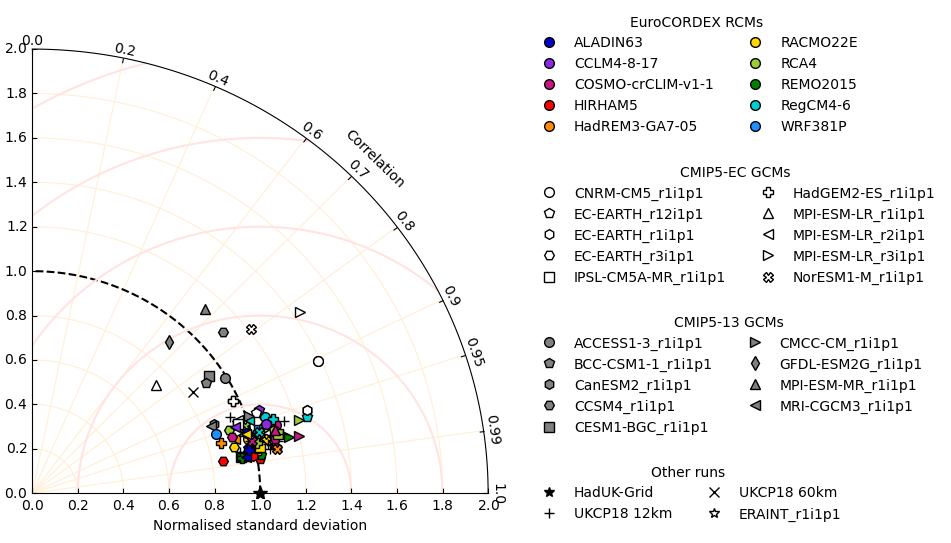 0.0
0.2
0.4
0.6
0.7
0.8
0.9
0.95
0.99
1.0
Correlation
2.0
1.8
1.6
1.4
1.2
1.0
0.8
0.6
0.4
0.2
0.0
0.0 0.2 0.4 0.6 0.8 1.0 1.2 1.4 1.6 1.8 2.0
Normalised standard deviation
EuroCORDEX RCMs
ALADIN63
CCLM4-8-17
COSMO-crCLIM-v1-1
HIRHAM5
HadREM3-GA7-05
RACMO22E
RCA4
REMO2015
RegCM4-6
WRF381P
CMIP5-EC GCMs
CNRM-CM5_r1i1p1
EC-EARTH_r12i1p1
EC-EARTH_r1i1p1
EC-EARTH_r3i1p1
IPSL-CM5A-MR_r1i1p1
HadGEM2-ES_r1i1p1
MPI-ESM-LR_r1i1p1
MPI-ESM-LR_r2i1p1
MPI-ESM-LR_r3i1p1
NorESM1-M_r1i1p1
CMIP5-13 GCMs
ACCESS1-3_r1i1p1
BCC-CSM1-1_r1i1p1
CanESM2_r1i1p1
CCSM4_r1i1p1
CESM1-BGC_r1i1p1
CMCC-CM_r1i1p1
GFDL-ESM2G_r1i1p1
MPI-ESM-MR_r1i1p1
MRI-CGCM3_r1i1p1
Other runs
HadUK-Grid
UKCP18 12km
UKCP18 60km
ERAINT_r1i1p1